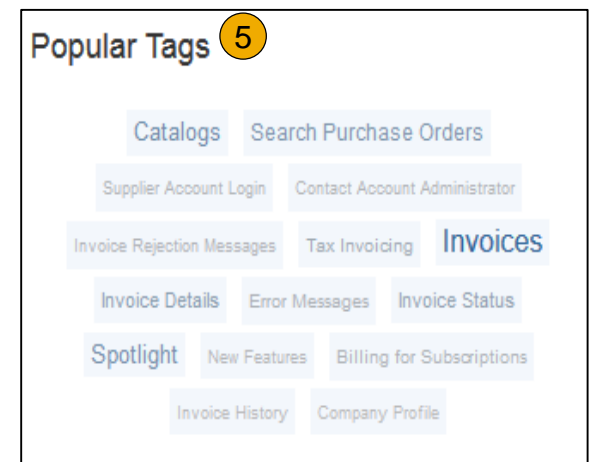 Popular Tags 5
Catalogs Search Purchase Orders
Supplier Account Login Contact Account Administrator
Invoice Rejection Messages Tax Invoicing Invoices
Invoice Details Error Messages Invoice Status
Spotlight New Features Billing for Subscriptions
Invoice History Company Profile